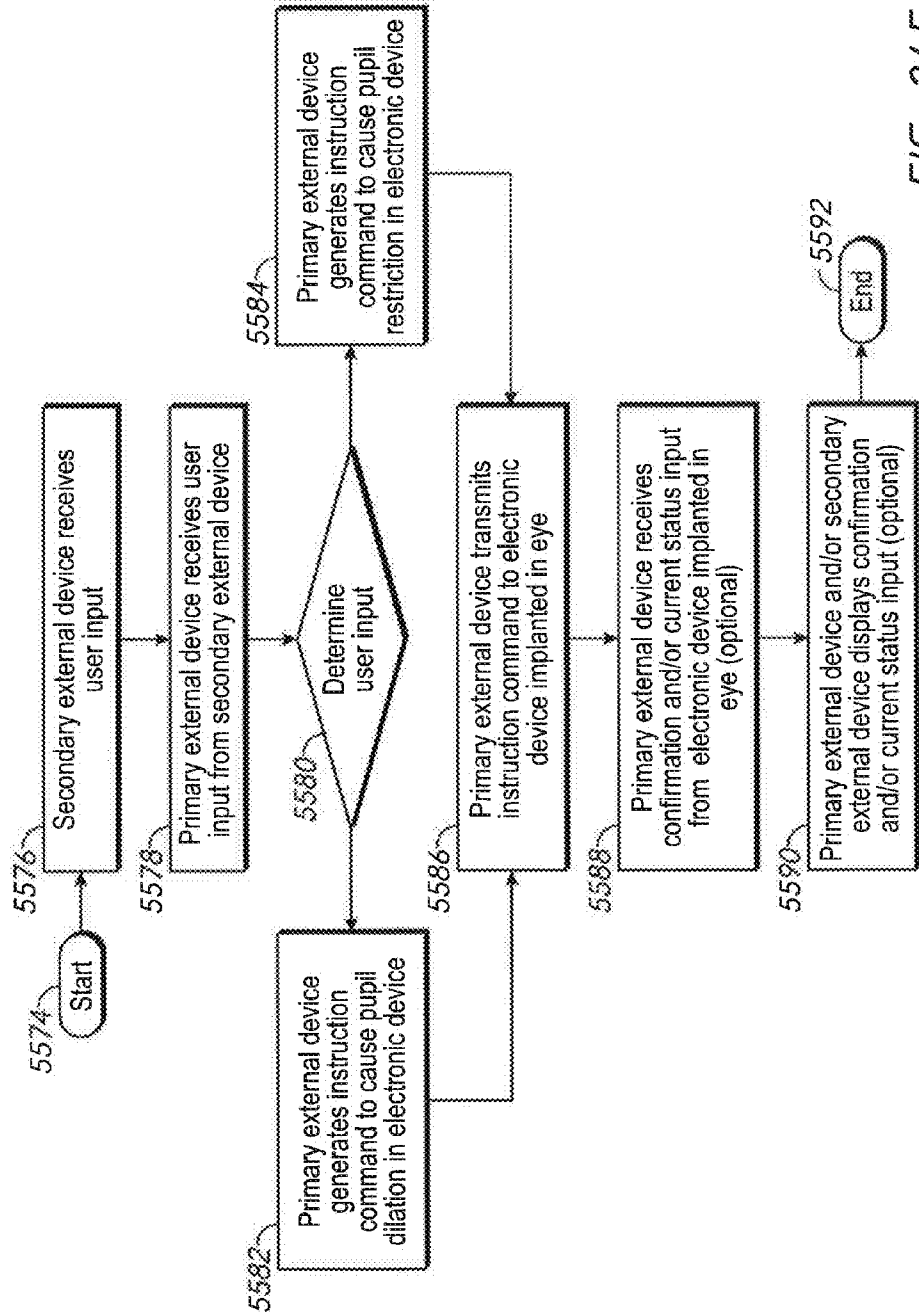 5574
Start
5576
Secondary external device receives
user input
5578
Primary external device receives user
input from secondary external device
5580
Determine
user input
5582
Primary external device
generates instruction
command to cause pupil
dilation in electronic device
5584
Primary external device
generates instruction
command to cause pupil
restriction in electronic device
5586
Primary external device transmits
instruction command to electronic
device implanted in eye
5588
Primary external device receives
confirmation and/or current status input
from electronic device implanted in
eye (optional)
5590
Primary external device and/or secondary
external device displays confirmation
and/or current status input (optional)
5592
End
FIG.